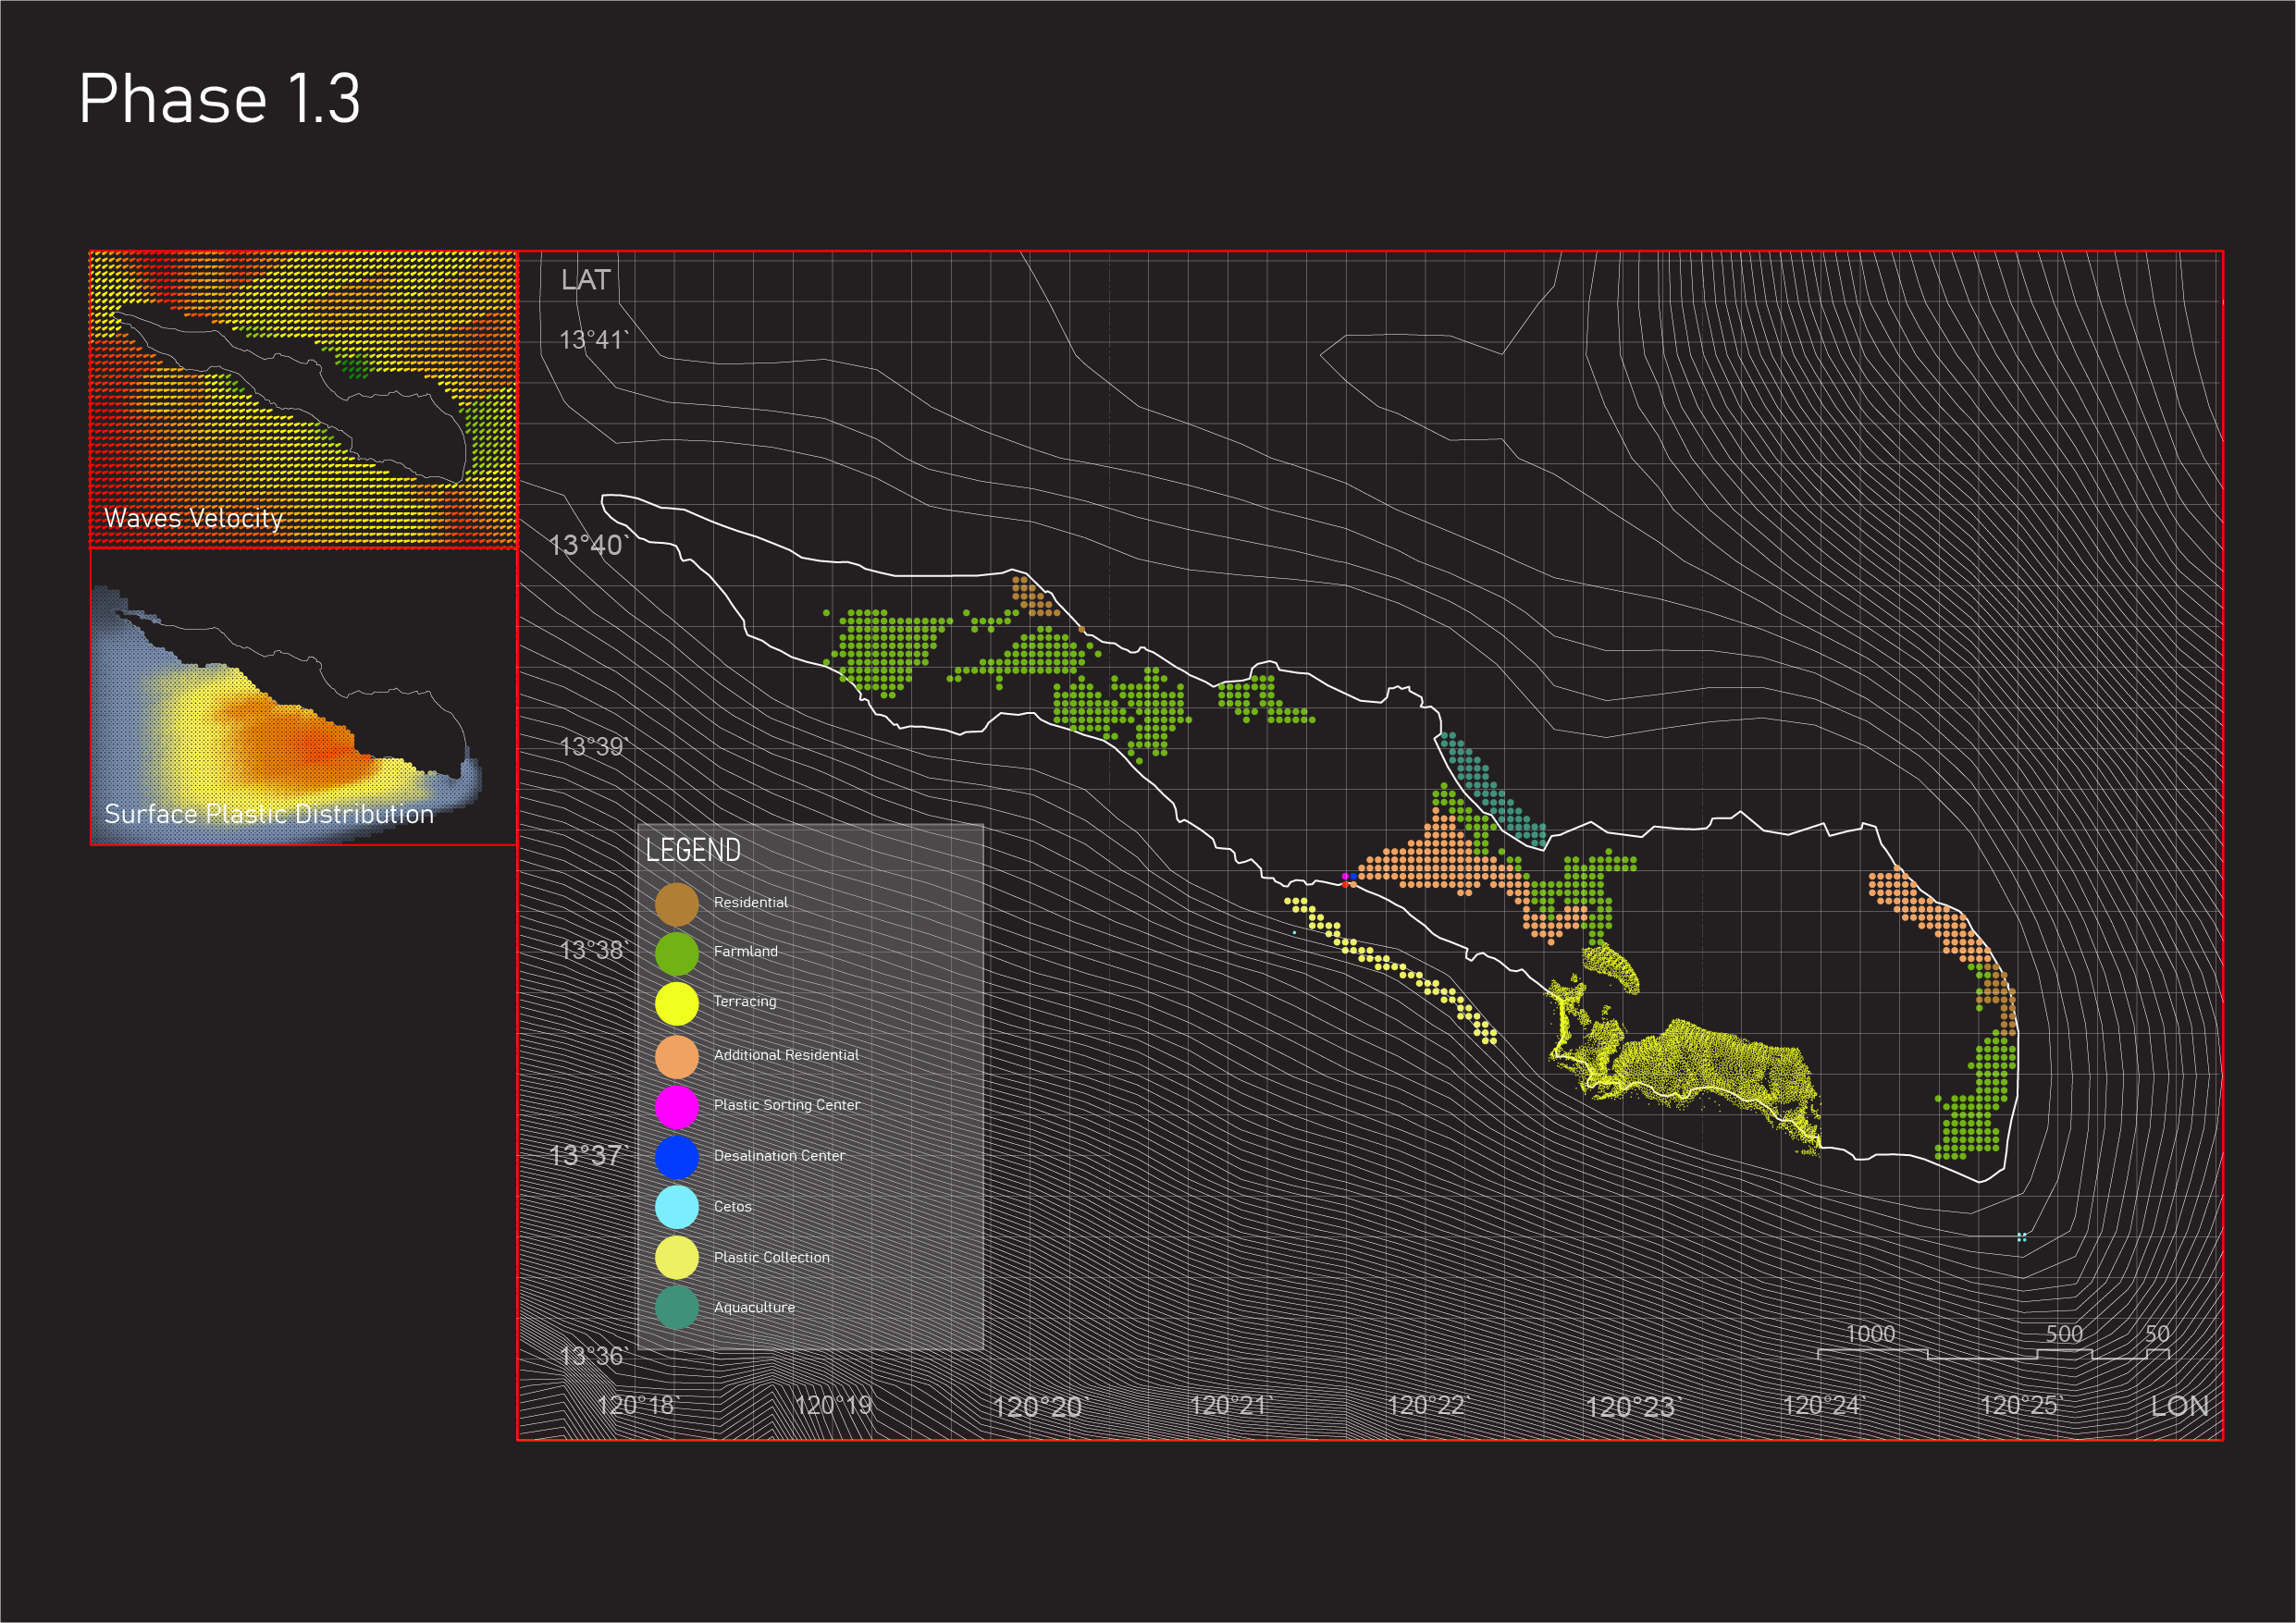 Phase 1.3
Waves Velocity
Surface Plastic Distribution
LAT
13°41`
13°40`
13°39`
13°38`
13°37`
13°36`
LEGEND
Residential
Farmland
Terracing
Additional Residential
Plastic Sorting Center
Desalination Center
Cetos
Plastic Collection
Aquaculture
1000 500 50
120°18` 120°19 120°20` 120°21` 120°22` 120°23` 120°24` 120°25` LON